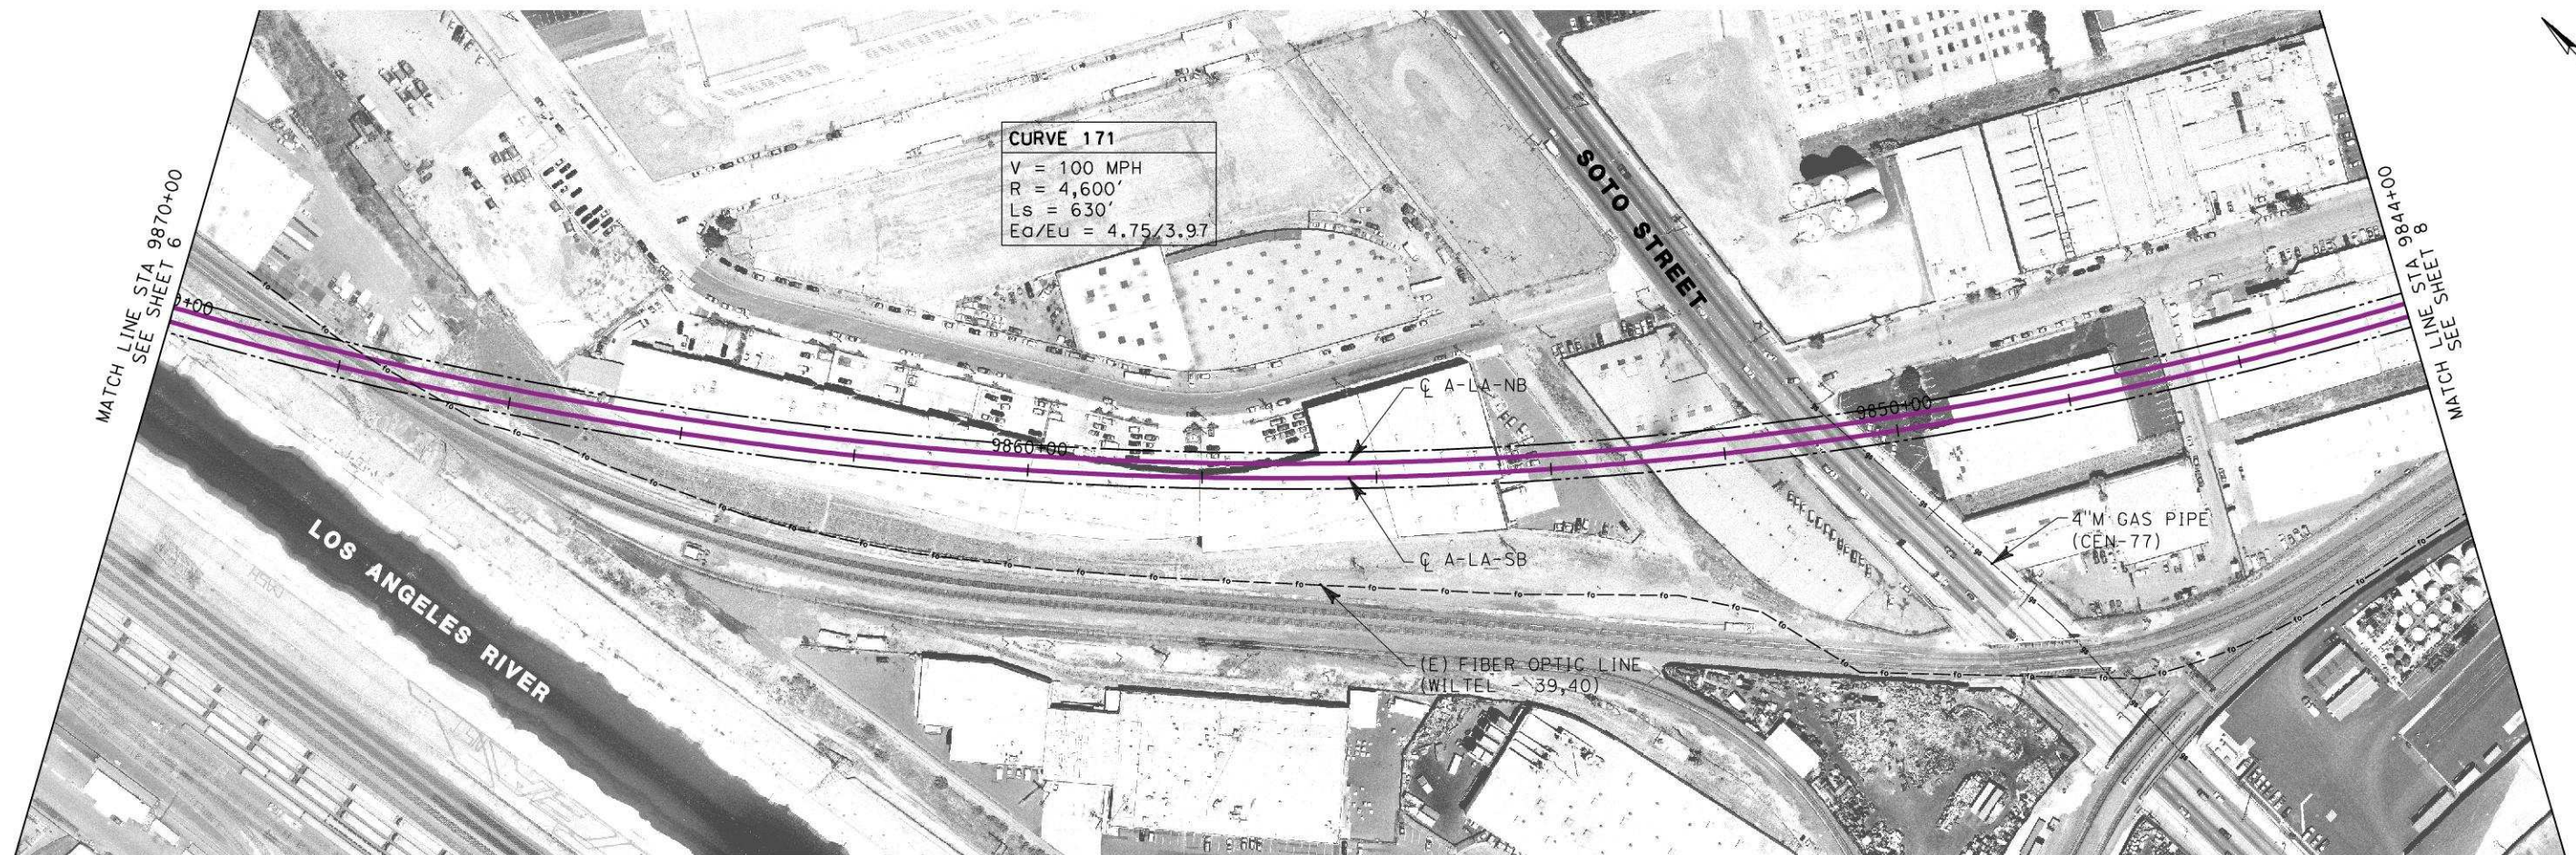 MATCH LINE STA 9870+00
SEE SHEET 6
0+00
CURVE 171
V = 100 MPH
R = 4,600'
Ls = 630'
Ea/Eu = 4.75/3.97
SOTO STREET
MATCH LINE STA 9844+00
SEE SHEET 8
℄ A-LA-NB
9850+00
9860+00
℄ A-LA-SB
4"M GAS PIPE
(CEN-77)
LOS ANGELES RIVER
(E) FIBER OPTIC LINE
(WILTEL - 39,40)